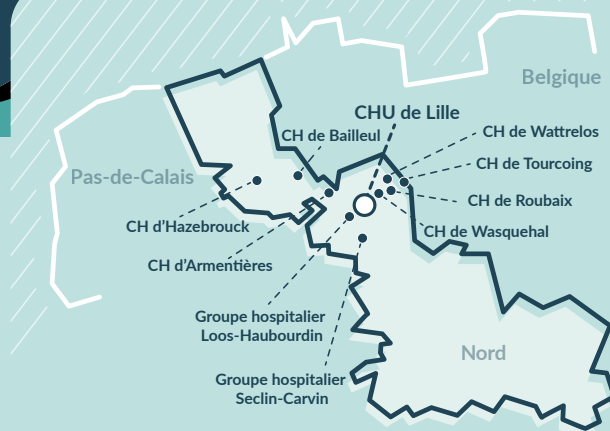 Belgique
CHU de Lille
CH de Bailleul
CH de Wattrelos
CH de Tourcoing
Pas-de-Calais
CH de Roubaix
CH d’Hazebrouck
CH de Wasquehal
CH d’Armentières
Groupe hospitalier
Loos-Haubourdin
Nord
Groupe hospitalier
Seclin-Carvin